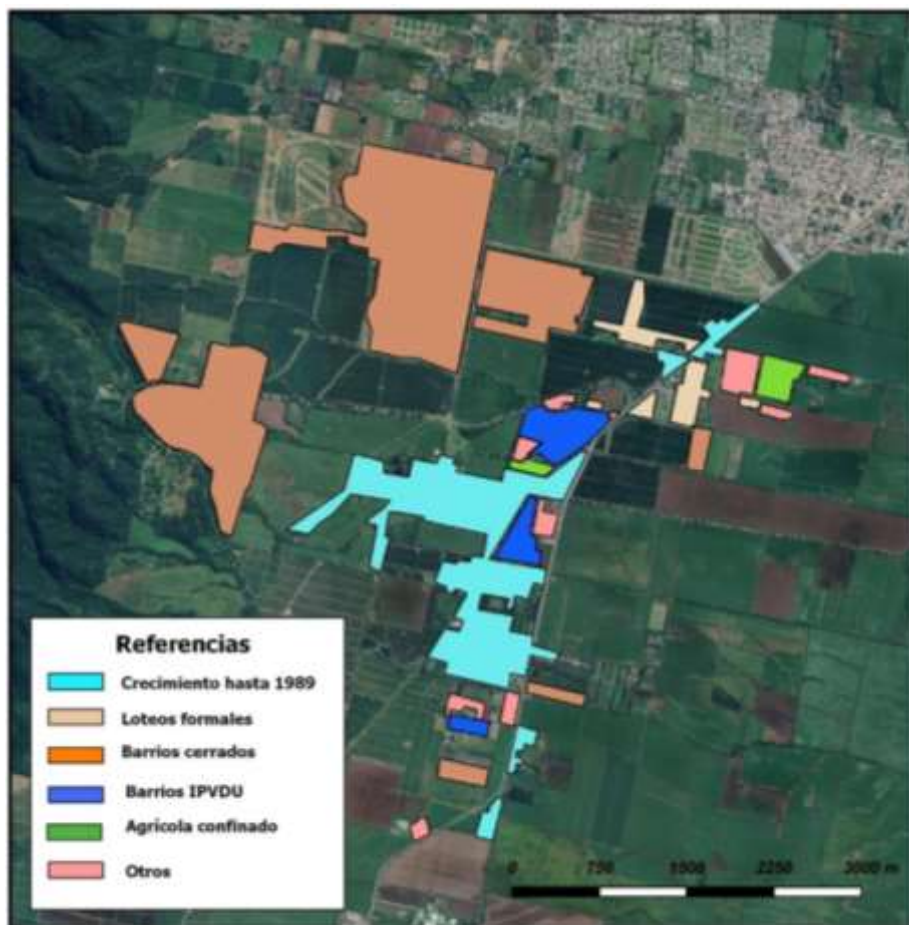 Referencias
Crecimiento hasta 1989
Loteos formales
Barrios cerrados
Barrios IPVDU
Agrícola confinado
Otros
0 750 1500 2250 3000 m